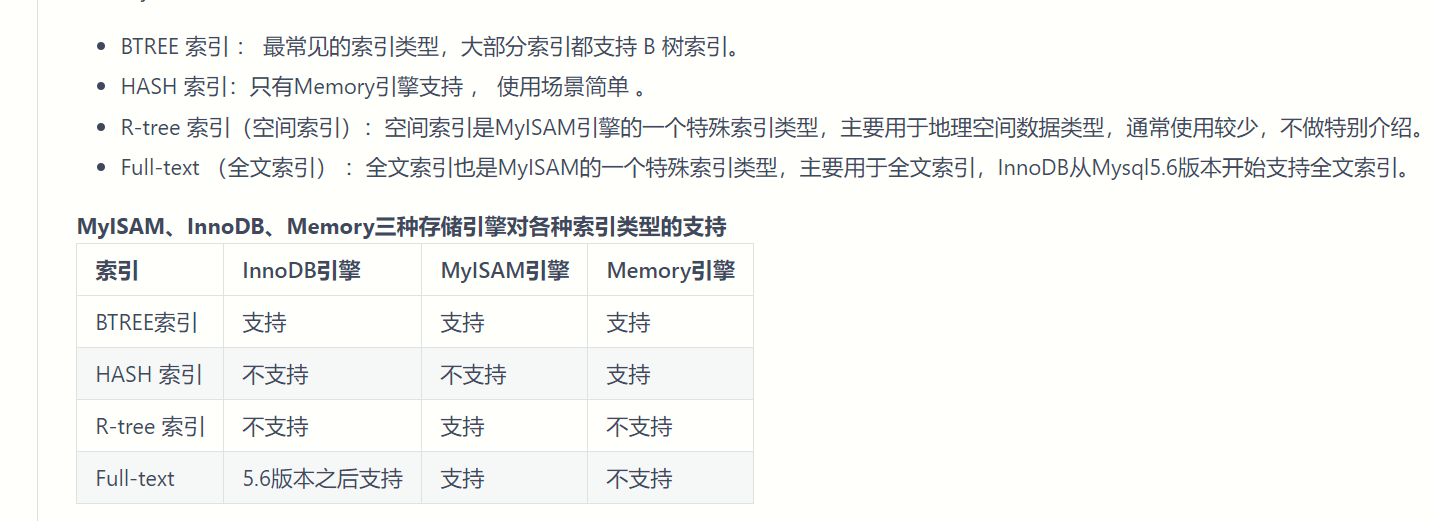 BTREE 索引 ： 最常见的索引类型，大部分索引都支持 B 树索引。
HASH 索引：只有Memory引擎支持 ， 使用场景简单 。
R-tree 索引（空间索引）：空间索引是MyISAM引擎的一个特殊索引类型，主要用于地理空间数据类型，通常使用较少，不做特别介绍。
Full-text （全文索引） ：全文索引也是MyISAM的一个特殊索引类型，主要用于全文索引，InnoDB从Mysql5.6版本开始支持全文索引。
MyISAM、InnoDB、Memory三种存储引擎对各种索引类型的支持
索引 InnoDB引擎 MyISAM引擎 Memory引擎
BTREE索引 支持 支持 支持
HASH 索引 不支持 不支持 支持
R-tree 索引 不支持 支持 不支持
Full-text 5.6版本之后支持 支持 不支持